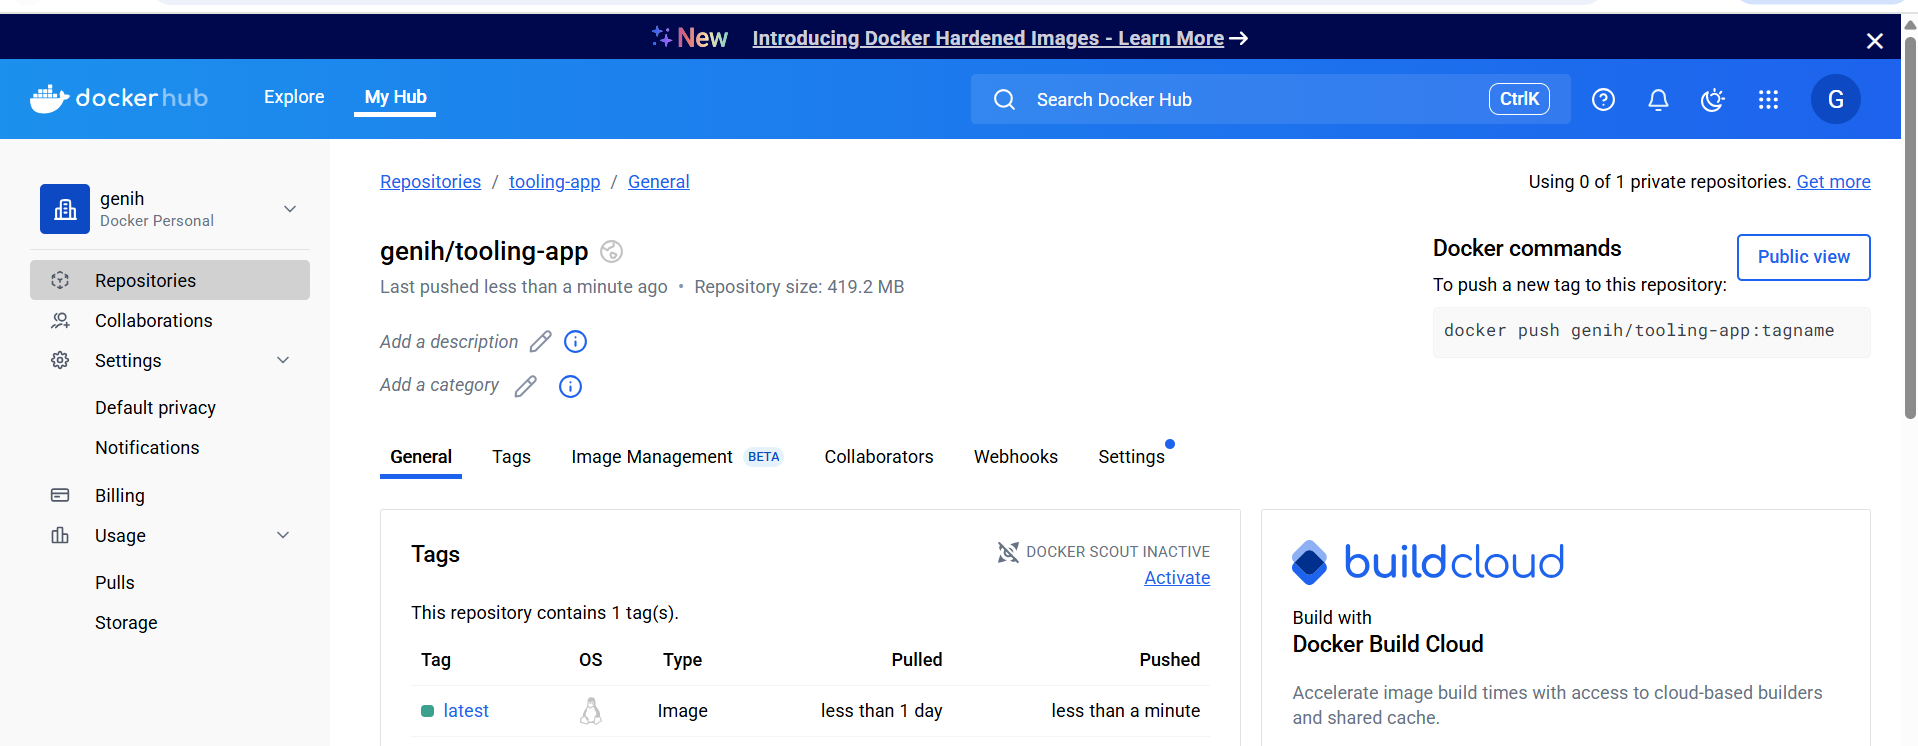 New Introducing Docker Hardened Images - Learn More
dockerhub Explore My Hub Search Docker Hub CtrlK G
genih
Docker Personal
Repositories
Collaborations
Settings
Default privacy
Notifications
Billing
Usage
Pulls
Storage
Repositories / tooling-app / General
Using 0 of 1 private repositories. Get more
genih/tooling-app
Last pushed less than a minute ago • Repository size: 419.2 MB
Add a description
Add a category
Docker commands
Public view
To push a new tag to this repository:
docker push genih/tooling-app:tagname
General Tags Image Management BETA Collaborators Webhooks Settings
Tags
DOCKER SCOUT INACTIVE
Activate
This repository contains 1 tag(s).
Tag OS Type Pulled Pushed
latest Image less than 1 day less than a minute
buildcloud
Build with
Docker Build Cloud
Accelerate image build times with access to cloud-based builders
and shared cache.